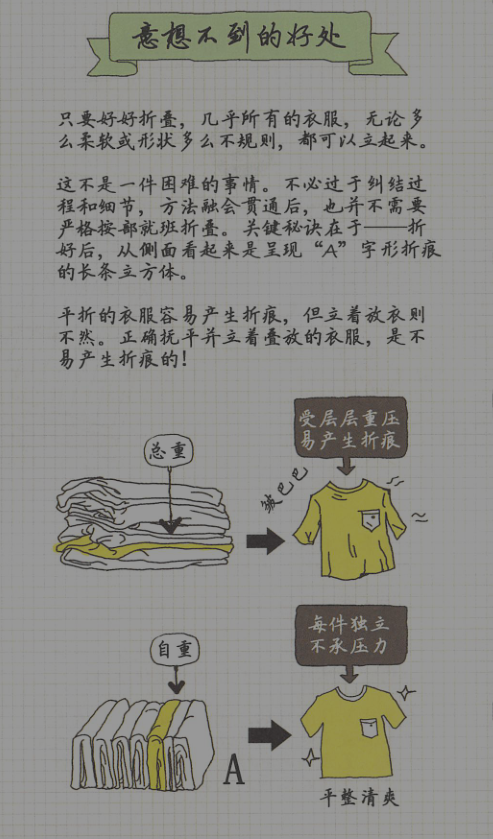 意想不到的好处
只要好好折叠，几乎所有的衣服，无论多
么柔软或形状多么不规则，都可以立起来。
这不是一件困难的事情。不必过于纠结过
程和细节，方法融会贯通后，也并不需要
严格按部就班折叠。关键秘诀在于——折
好后，从侧面看起来是呈现“A”字形折痕
的长条立方体。
平折的衣服容易产生折痕，但立着放衣则
不然。正确抚平并立着叠放的衣服，是不
易产生折痕的！
受层层重压
易产生折痕
总重
皱巴巴
每件独立
不承压力
自重
A
平整清爽